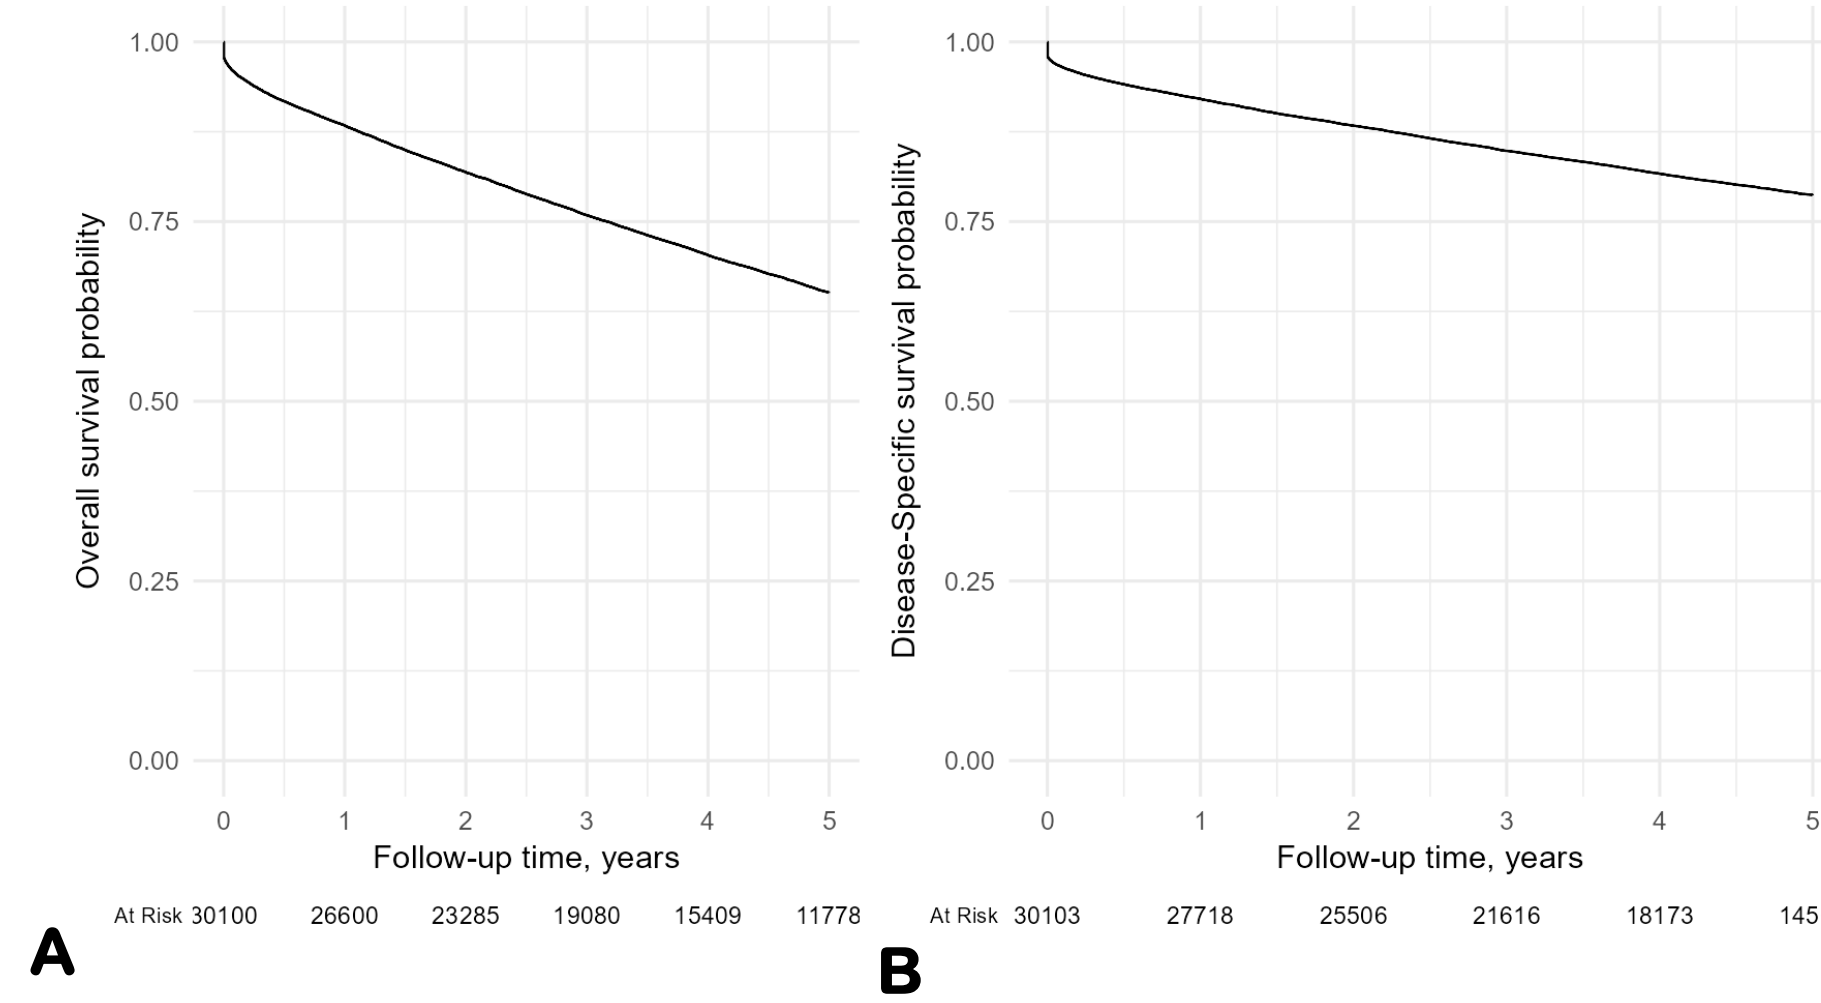 Overall survival probability
1.00
0.75
0.50
0.25
0.00
0 1 2 3 4 5
Follow-up time, years
At Risk 30100 26600 23285 19080 15409 11778
A
Disease-Specific survival probability
1.00
0.75
0.50
0.25
0.00
0 1 2 3 4 5
Follow-up time, years
At Risk 30103 27718 25506 21616 18173 145
B